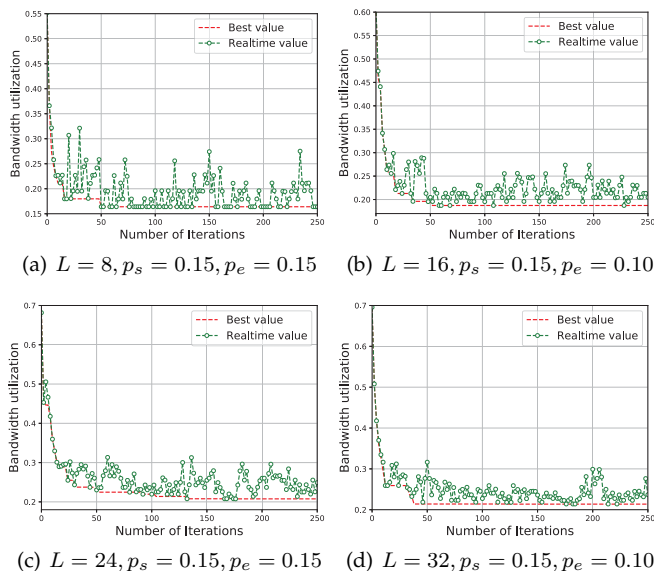 0.55
0.50
0.45
0.40
0.35
0.30
0.25
0.20
0.15
Bandwidth utilization
Best value
Realtime value
0 50 100 150 200 250
Number of Iterations
(a) L = 8, p_s = 0.15, p_e = 0.15
0.60
0.55
0.50
0.45
0.40
0.35
0.30
0.25
0.20
Bandwidth utilization
Best value
Realtime value
0 50 100 150 200 250
Number of Iterations
(b) L = 16, p_s = 0.15, p_e = 0.10
0.7
0.6
0.5
0.4
0.3
0.2
Bandwidth utilization
Best value
Realtime value
0 50 100 150 200 250
Number of Iterations
(c) L = 24, p_s = 0.15, p_e = 0.15
0.7
0.6
0.5
0.4
0.3
0.2
Bandwidth utilization
Best value
Realtime value
0 50 100 150 200 250
Number of Iterations
(d) L = 32, p_s = 0.15, p_e = 0.10